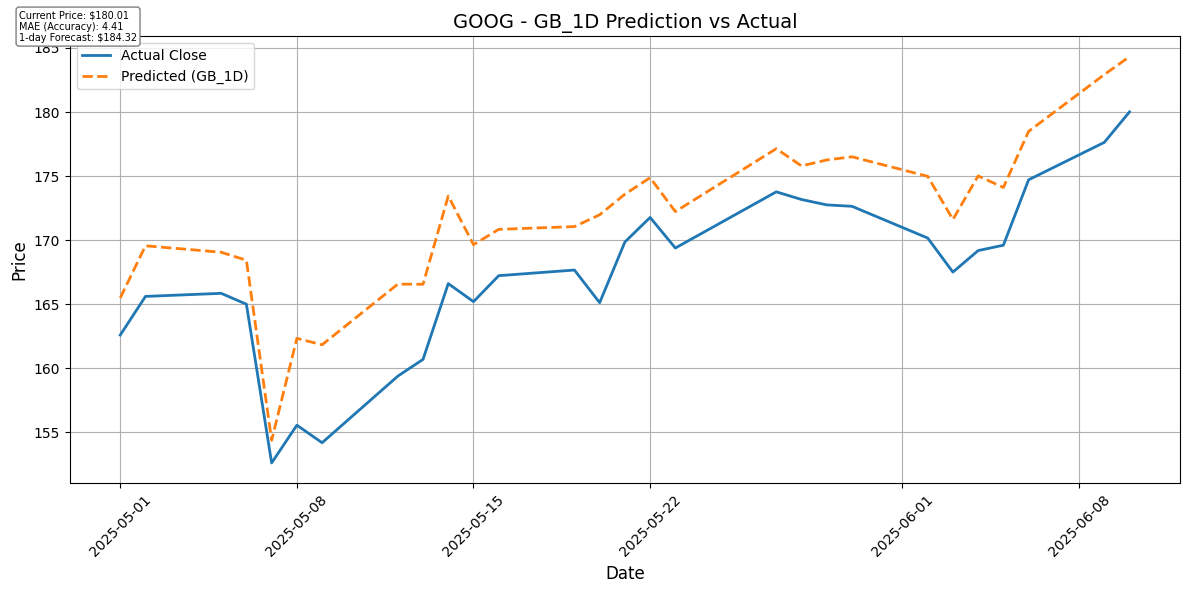 GOOG - GB_1D Prediction vs Actual
Current Price: $180.01
MAE (Accuracy): 4.41
1-day Forecast: $184.32
Actual Close
Predicted (GB_1D)
Price
185
180
175
170
165
160
155
2025-05-01
2025-05-08
2025-05-15
2025-05-22
2025-06-01
2025-06-08
Date